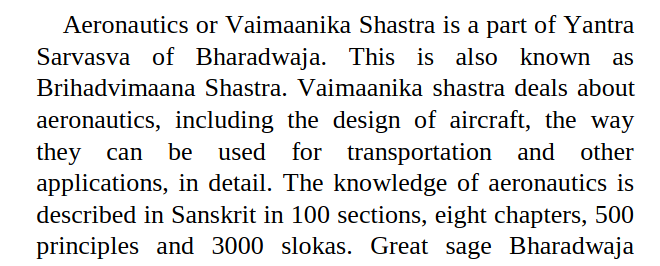 Aeronautics or Vaimaanika Shastra is a part of Yantra
Sarvasva of Bharadwaja. This is also known as
Brihadvimaana Shastra. Vaimaanika shastra deals about
aeronautics, including the design of aircraft, the way
they can be used for transportation and other
applications, in detail. The knowledge of aeronautics is
described in Sanskrit in 100 sections, eight chapters, 500
principles and 3000 slokas. Great sage Bharadwaja